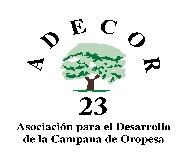 ADECOR
23
Asociación para el Desarrollo
de la Campana de Oropesa